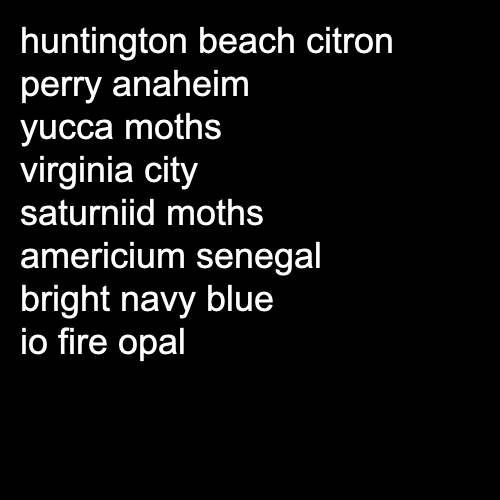 huntington beach citron
perry anaheim
yucca moths
virginia city
saturniid moths
americium senegal
bright navy blue
io fire opal